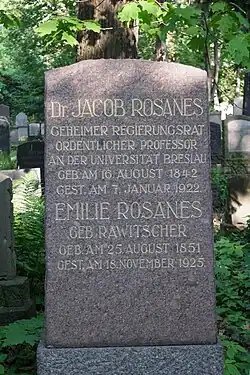 Dr JACOB ROSANES
GEHEIMER REGIERUNGSRAT
ORDENTLICHER PROFESSOR
AN DER UNIVERSITÄT BRESLAU
GEB. AM 16. AUGUST 1842
GEST. AM 7. JANUAR 1922.
EMILIE ROSANES
GEB. RAWITSCHER
GEB. AM 25. AUGUST 1851
GEST. AM 18. NOVEMBER 1925.